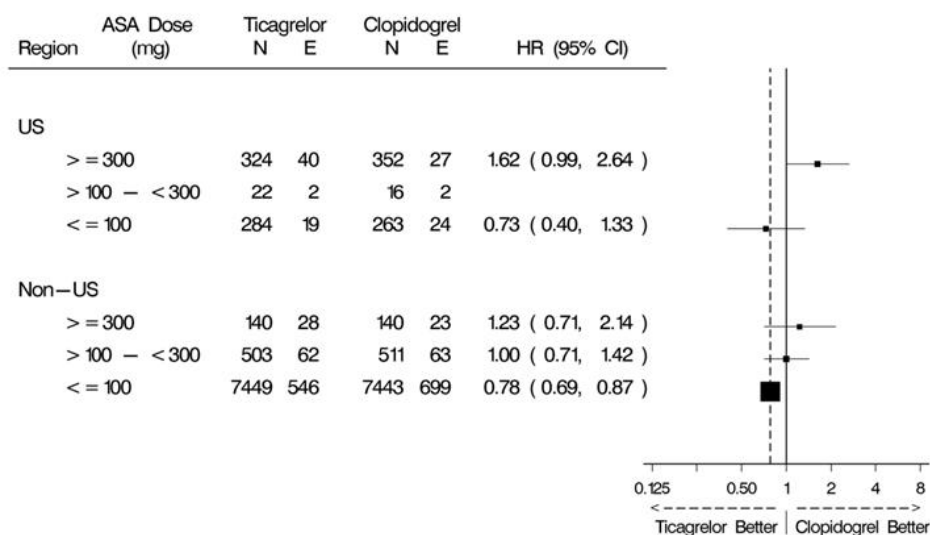 ASA Dose Ticagrelor Clopidogrel
Region (mg) N E N E HR (95% CI)
US
>=300 324 40 352 27 1.62 ( 0.99, 2.64 )
>100 – <300 22 2 16 2
<=100 284 19 263 24 0.73 ( 0.40, 1.33 )
Non–US
>=300 140 28 140 23 1.23 ( 0.71, 2.14 )
>100 – <300 503 62 511 63 1.00 ( 0.71, 1.42 )
<=100 7449 546 7443 699 0.78 ( 0.69, 0.87 )
0.125 0.50 1 2 4 8
Ticagrelor Better Clopidogrel Better